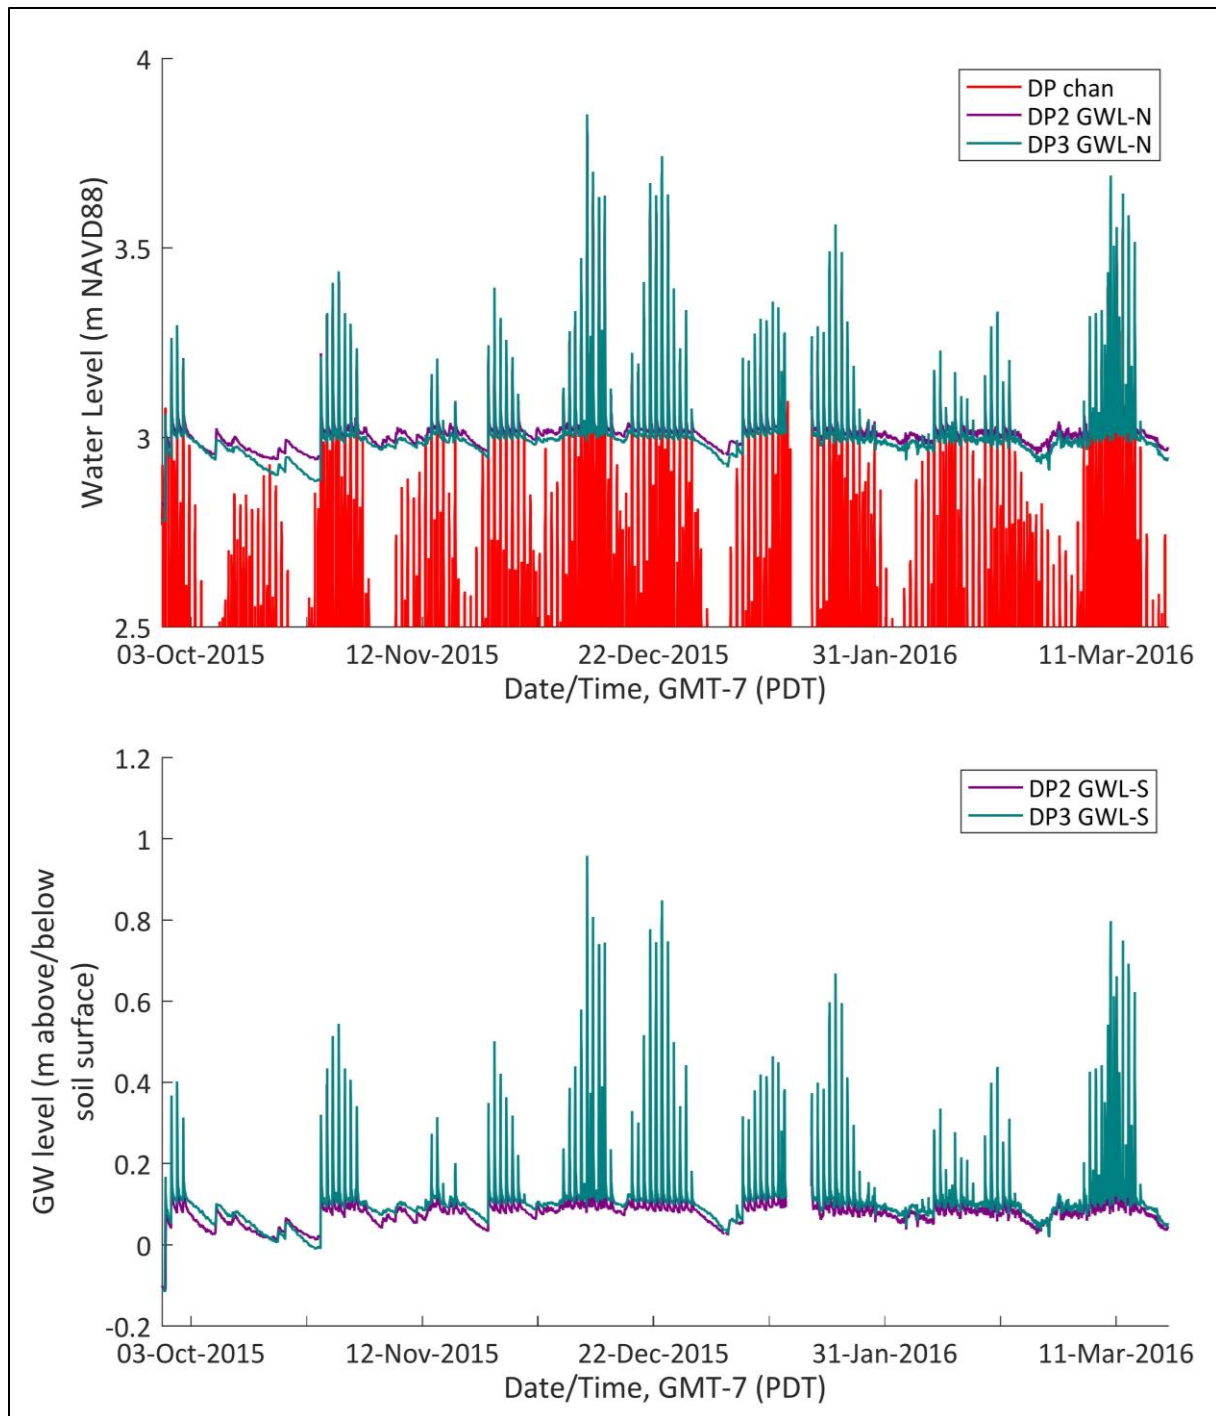 4
3.5
3
2.5
Water Level (m NAVD88)
DP chan
DP2 GWL-N
DP3 GWL-N
03-Oct-2015 12-Nov-2015 22-Dec-2015 31-Jan-2016 11-Mar-2016
Date/Time, GMT-7 (PDT)
1.2
1
0.8
0.6
0.4
0.2
0
-0.2
GW level (m above/below
soil surface)
DP2 GWL-S
DP3 GWL-S
03-Oct-2015 12-Nov-2015 22-Dec-2015 31-Jan-2016 11-Mar-2016
Date/Time, GMT-7 (PDT)